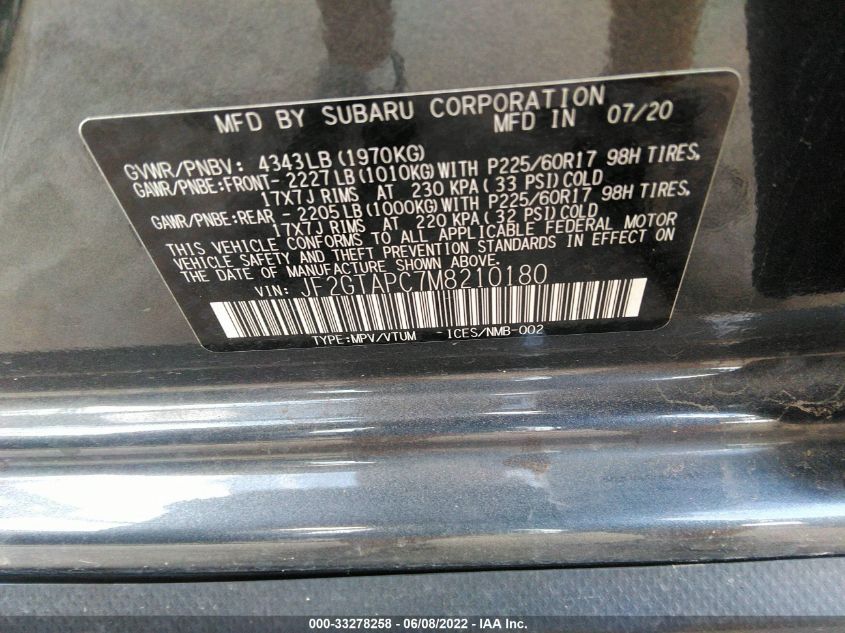 MFD BY SUBARU CORPORATION
MFD IN 07/20
GVWR/PNBV: 4343LB(1970KG)
GAWR/PNBE:FRONT- 2227LB(1010KG)WITH P225/60R17 98H TIRES,
17X7J RIMS AT 230 KPA( 33 PSI)COLD
GAWR/PNBE:REAR - 2205LB(1000KG)WITH P225/60R17 98H TIRES,
17X7J RIMS AT 220 KPA( 32 PSI)COLD
THIS VEHICLE CONFORMS TO ALL APPLICABLE FEDERAL MOTOR
VEHICLE SAFETY AND THEFT PREVENTION STANDARDS IN EFFECT ON
THE DATE OF MANUFACTURE SHOWN ABOVE.
VIN: JF2GTAPC7M8210180
TYPE:MPV/VTUM -ICES/NMB-002
000-33278258 - 06/08/2022 - IAA Inc.